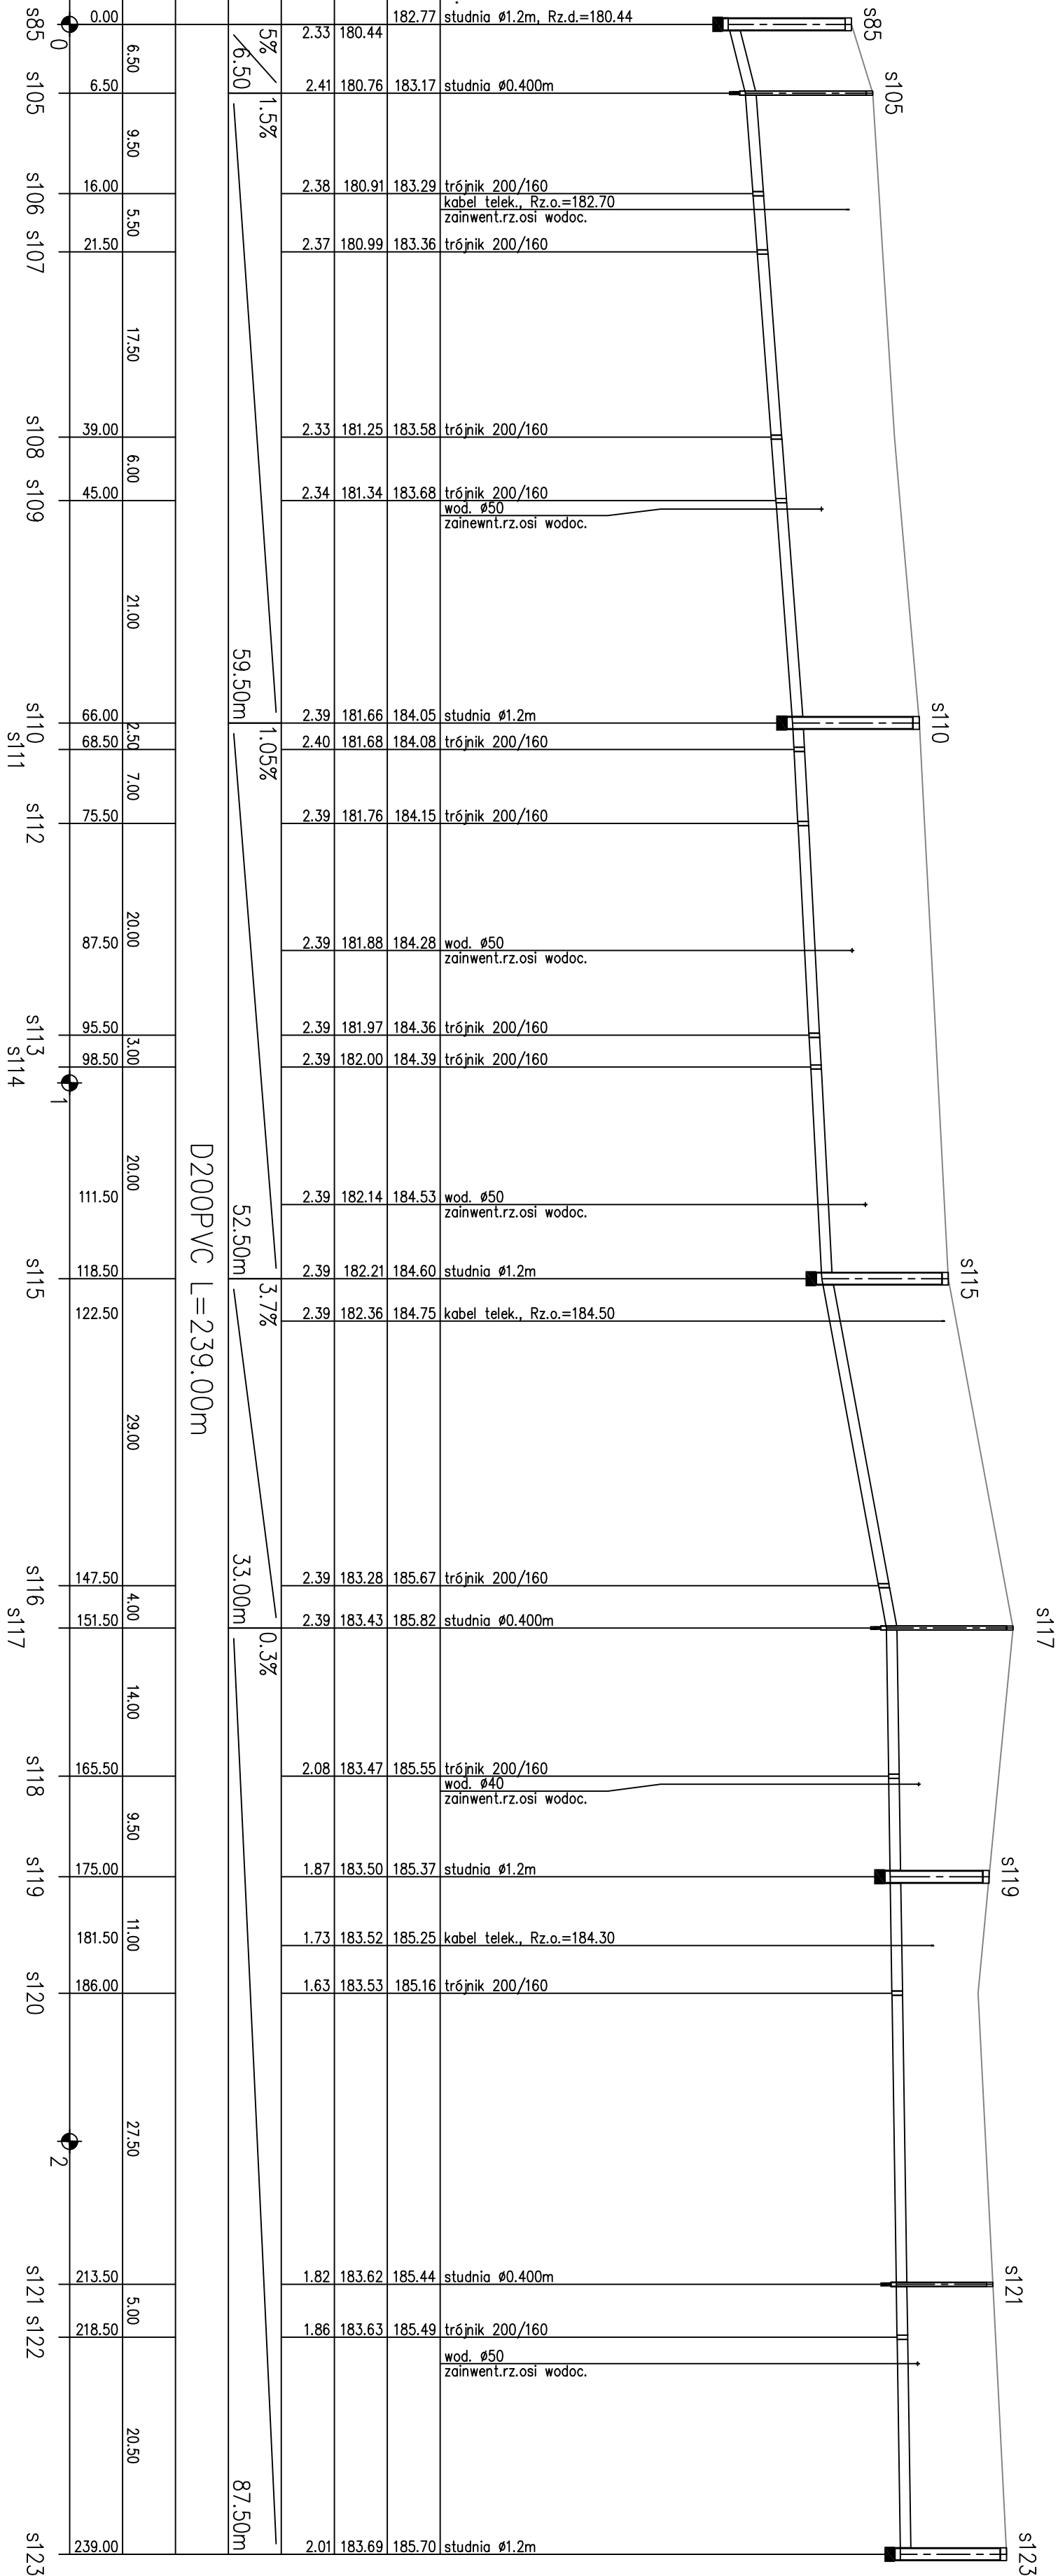 s85
0
0.00
2.33
180.44
182.77
studnia ø1.2m, Rz.d.=180.44
s85
6.50
5%
6.50
s105
6.50
2.41
180.76
183.17
studnia ø0.400m
s105
9.50
1.5%
59.50m
s106
16.00
2.38
180.91
183.29
trójnik 200/160
kabel telek., Rz.o.=182.70
zainwent.rz.osi wodoc.
5.50
s107
21.50
2.37
180.99
183.36
trójnik 200/160
17.50
s108
39.00
2.33
181.25
183.58
trójnik 200/160
6.00
s109
45.00
2.34
181.34
183.68
trójnik 200/160
wod. ø50
zainewnt.rz.osi wodoc.
21.00
s110
66.00
2.39
181.66
184.05
studnia ø1.2m
s110
2.50
1.05%
52.50m
s111
68.50
2.40
181.68
184.08
trójnik 200/160
7.00
s112
75.50
2.39
181.76
184.15
trójnik 200/160
20.00
87.50
2.39
181.88
184.28
wod. ø50
zainwent.rz.osi wodoc.
s113
95.50
2.39
181.97
184.36
trójnik 200/160
3.00
s114
98.50
2.39
182.00
184.39
trójnik 200/160
1
20.00
D200PVC L=239.00m
111.50
2.39
182.14
184.53
wod. ø50
zainwent.rz.osi wodoc.
s115
118.50
2.39
182.21
184.60
studnia ø1.2m
s115
3.7%
33.00m
122.50
2.39
182.36
184.75
kabel telek., Rz.o.=184.50
29.00
s116
147.50
2.39
183.28
185.67
trójnik 200/160
4.00
s117
151.50
2.39
183.43
185.82
studnia ø0.400m
s117
0.3%
87.50m
14.00
s118
165.50
2.08
183.47
185.55
trójnik 200/160
wod. ø40
zainwent.rz.osi wodoc.
9.50
s119
175.00
1.87
183.50
185.37
studnia ø1.2m
s119
11.00
181.50
1.73
183.52
185.25
kabel telek., Rz.o.=184.30
s120
186.00
1.63
183.53
185.16
trójnik 200/160
27.50
2
s121
213.50
1.82
183.62
185.44
studnia ø0.400m
s121
5.00
s122
218.50
1.86
183.63
185.49
trójnik 200/160
wod. ø50
zainwent.rz.osi wodoc.
20.50
s123
239.00
2.01
183.69
185.70
studnia ø1.2m
s123